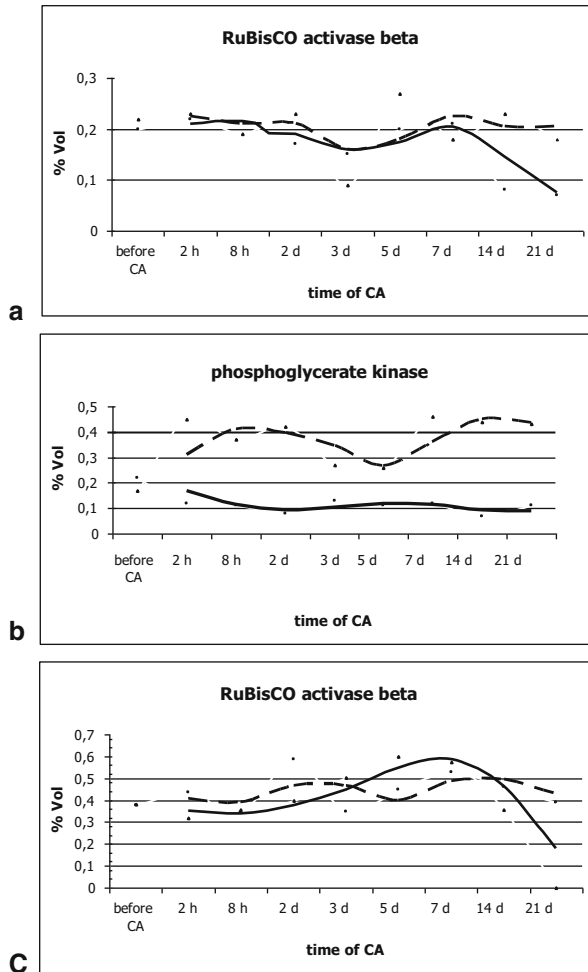 RuBisCO activase beta
0,3
0,2
0,1
0
% Vol
before CA
2 h
8 h
2 d
3 d
5 d
7 d
14 d
21 d
time of CA
a
phosphoglycerate kinase
0,5
0,4
0,3
0,2
0,1
0
% Vol
before CA
2 h
8 h
2 d
3 d
5 d
7 d
14 d
21 d
time of CA
b
RuBisCO activase beta
0,7
0,6
0,5
0,4
0,3
0,2
0,1
0
% Vol
before CA
2 h
8 h
2 d
3 d
5 d
7 d
14 d
21 d
time of CA
C